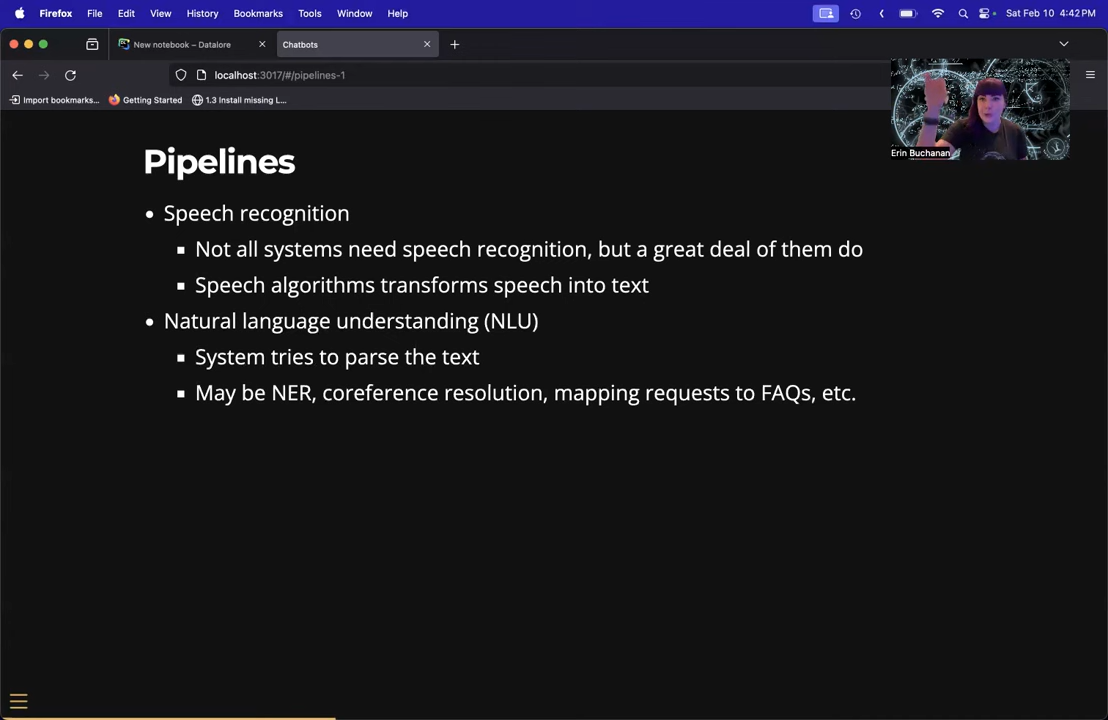 Firefox File Edit View History Bookmarks Tools Window Help Sat Feb 10 4:42 PM
New notebook – Datalore Chatbots
localhost:3017/#/pipelines-1
Import bookmarks... Getting Started 1.3 Install missing L...
Erin Buchanan
Pipelines
Speech recognition
Not all systems need speech recognition, but a great deal of them do
Speech algorithms transforms speech into text
Natural language understanding (NLU)
System tries to parse the text
May be NER, coreference resolution, mapping requests to FAQs, etc.